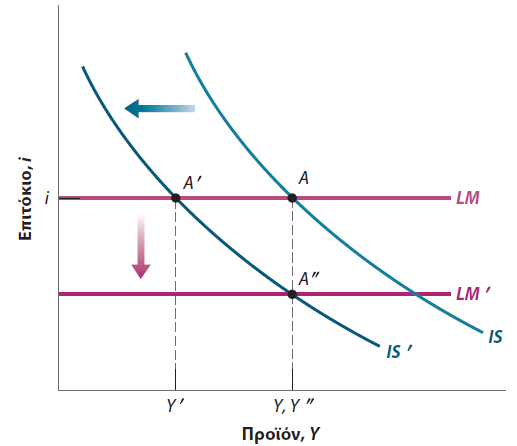 Επιτόκιο, i
i
A′
A
LM
A″
LM ′
IS
IS ′
Y ′
Y, Y ″
Προϊόν, Y